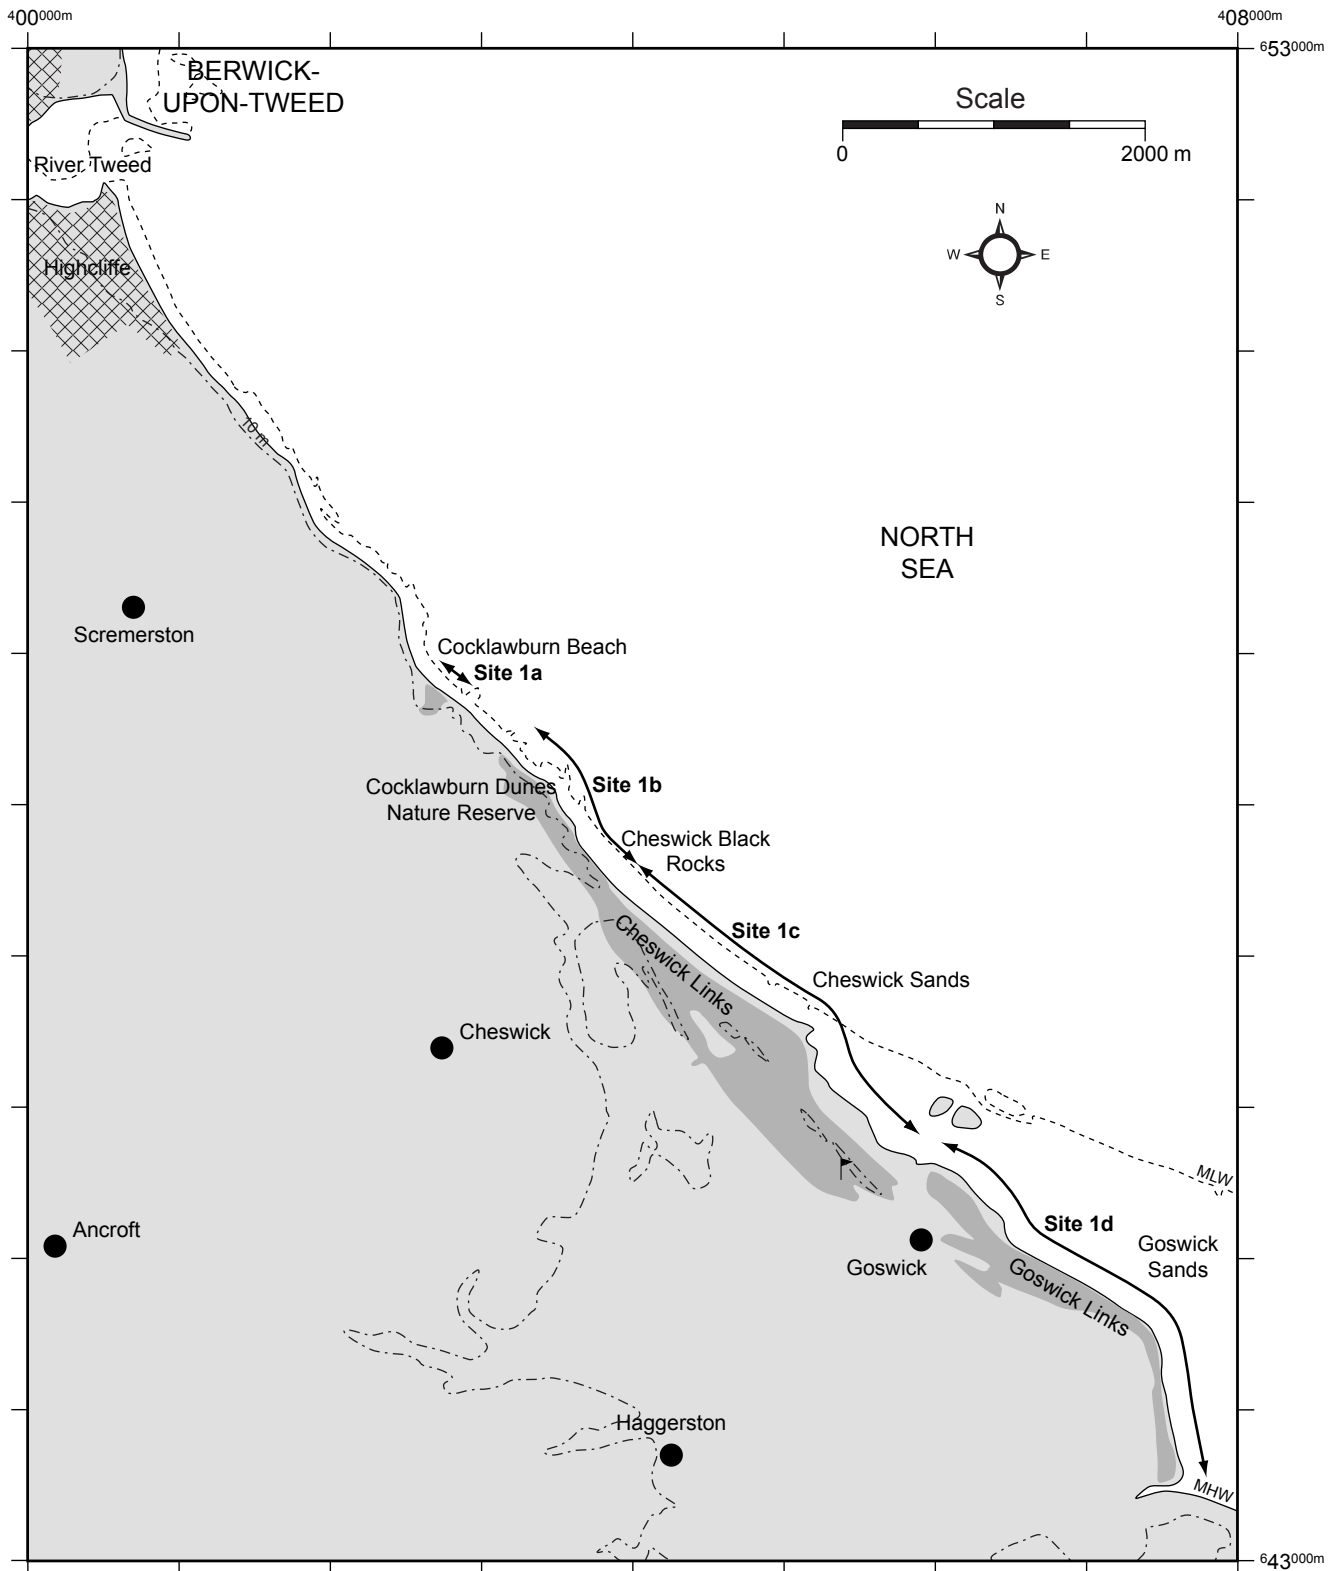 400000m
408000m
653000m
BERWICK-
UPON-TWEED
Scale
0
2000 m
River Tweed
N
W
E
S
Highcliffe
10 m
NORTH
SEA
Scremerston
Cocklawburn Beach
Site 1a
Cocklawburn Dunes
Nature Reserve
Site 1b
Cheswick Black
Rocks
Site 1c
Cheswick Links
Cheswick Sands
Cheswick
MLW
Ancroft
Site 1d
Goswick
Sands
Goswick
Goswick Links
Haggerston
MHW
643000m